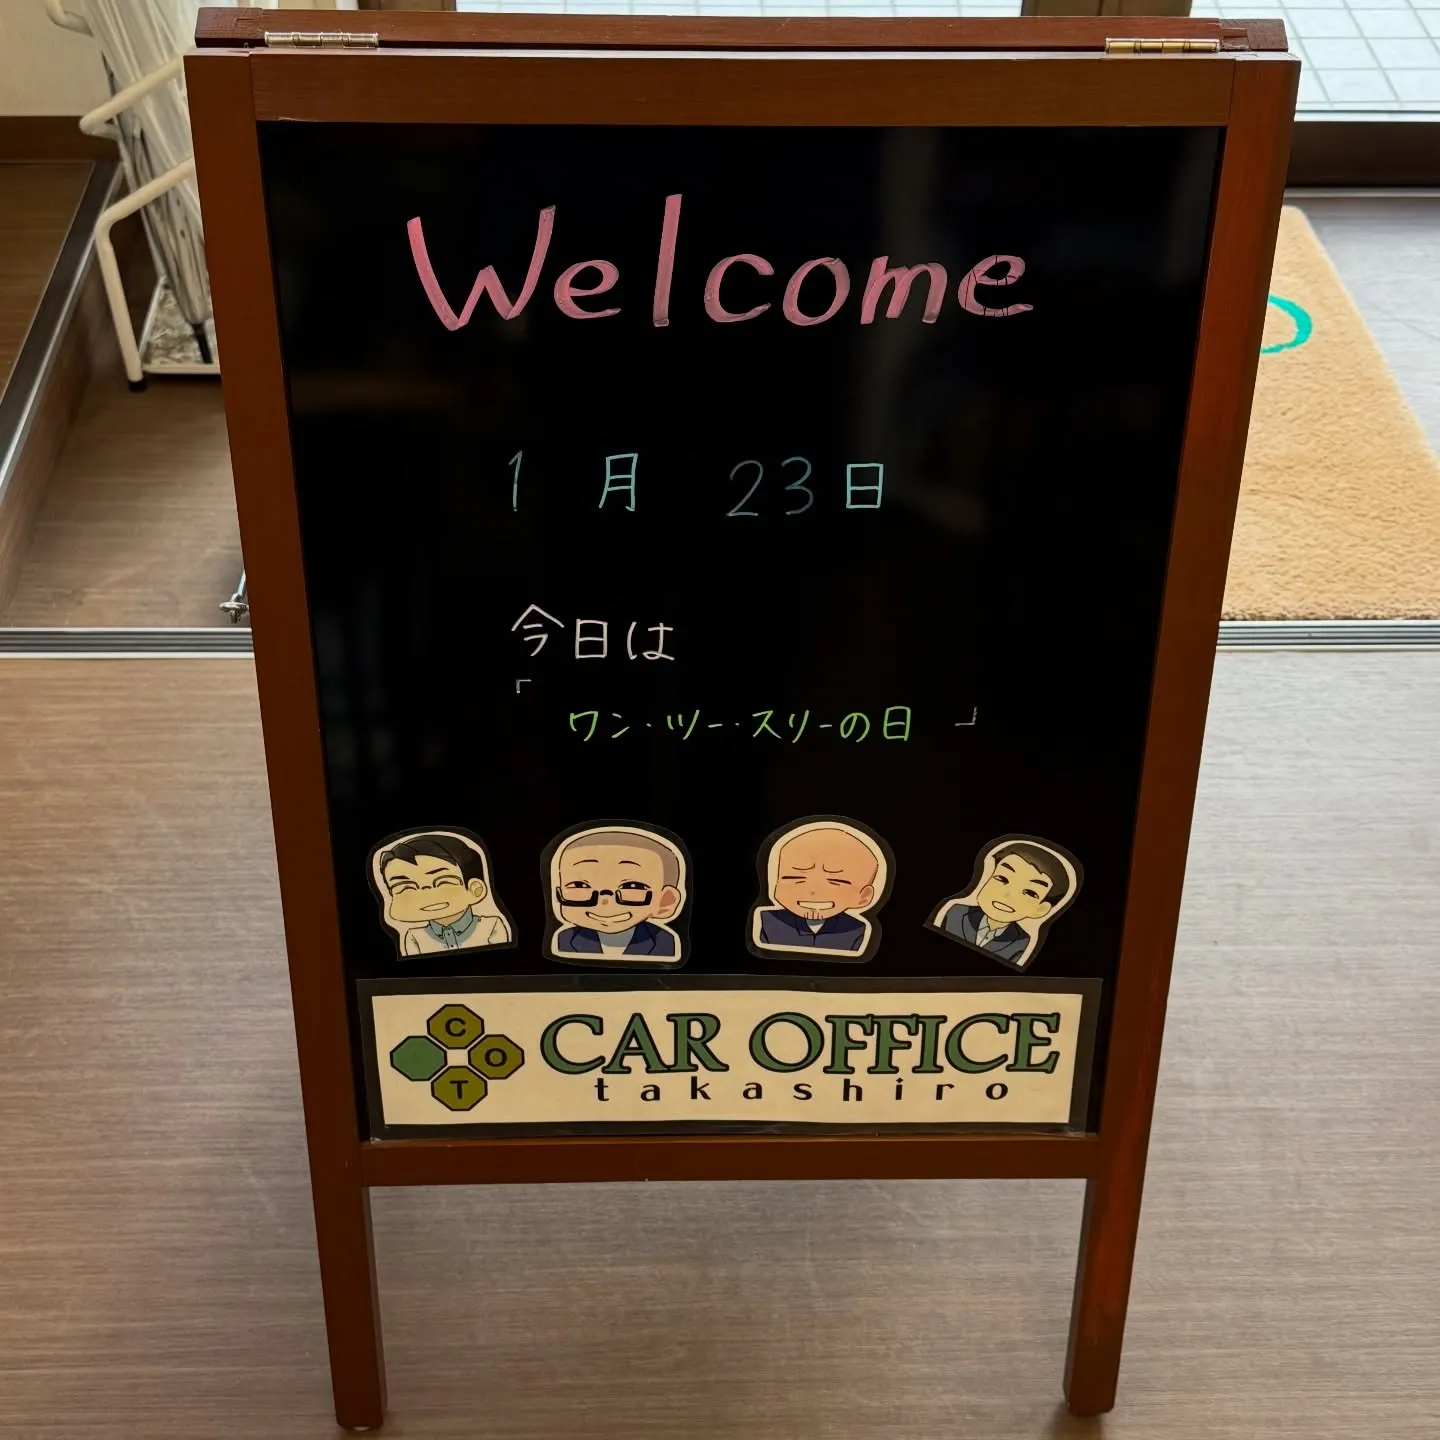 Welcome
1月 23日
今日は
「ワン・ツー・スリーの日」
C
O
T
CAR OFFICE
takashiro